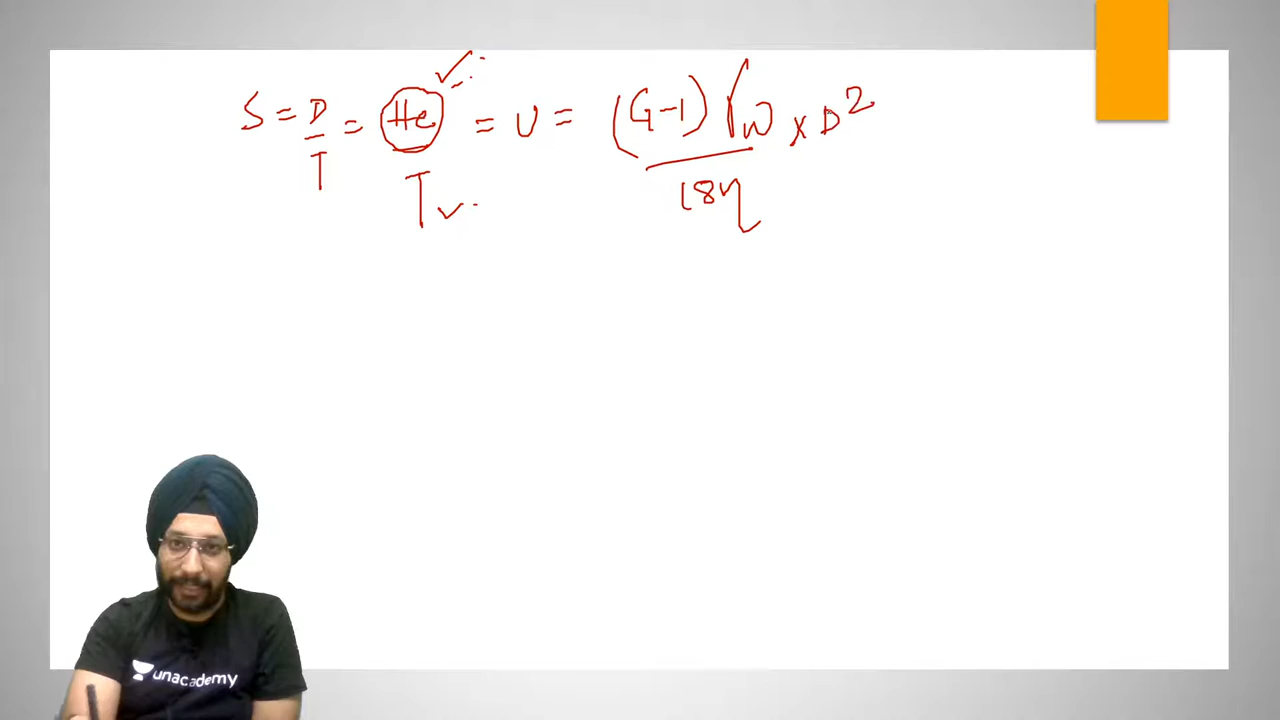 S = D/T = He/T = V = (G-1) γw/18η × D²
unacademy